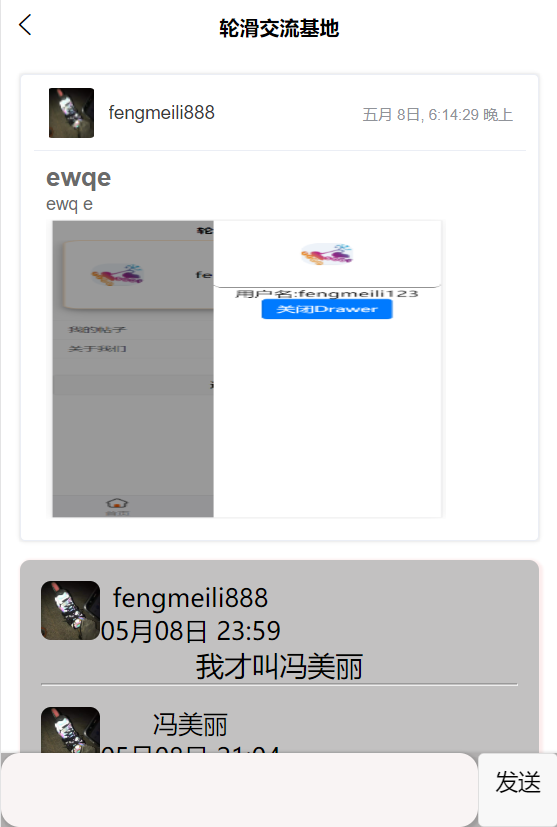 轮滑交流基地
fengmeili888
五月 8日, 6:14:29 晚上
ewqe
ewq e
用户名:fengmeili123
关闭Drawer
我的帖子
关于我们
首页
fengmeili888
05月08日 23:59
我才叫冯美丽
冯美丽
05月08日 21:04
发送